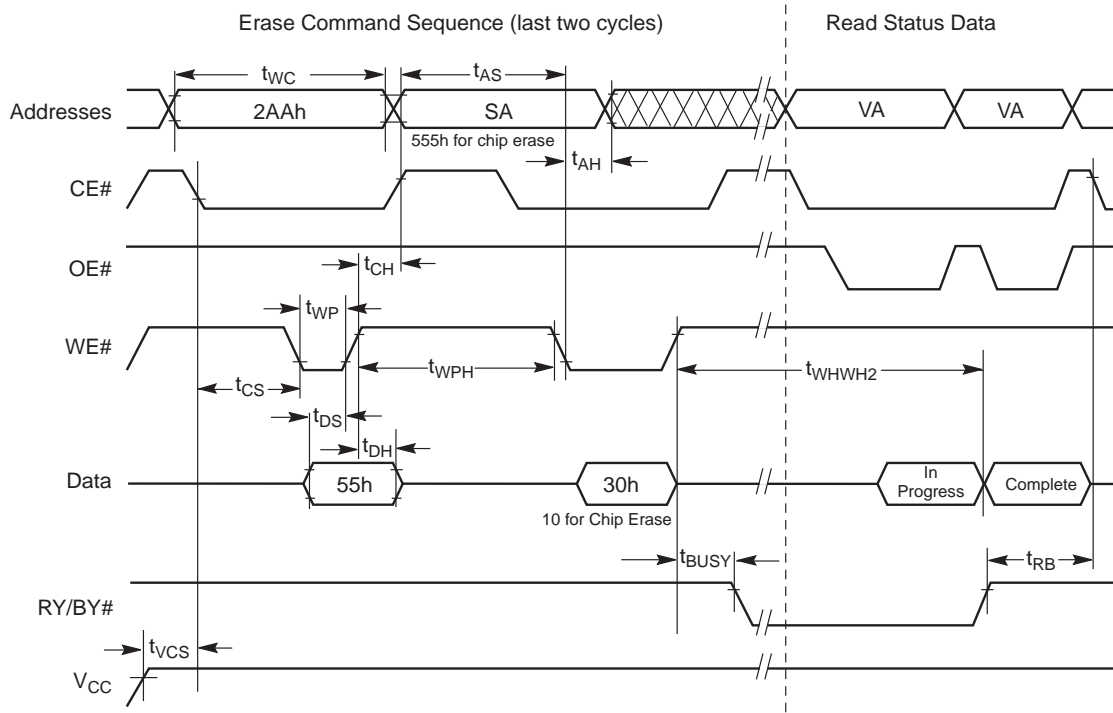 Erase Command Sequence (last two cycles)
Read Status Data
tWC
tAS
Addresses
2AAh
SA
VA
VA
555h for chip erase
tAH
CE#
OE#
tCH
tWP
WE#
tWPH
tWHWH2
tCS
tDS
tDH
Data
55h
30h
In
Progress
Complete
10 for Chip Erase
tBUSY
tRB
RY/BY#
tVCS
VCC